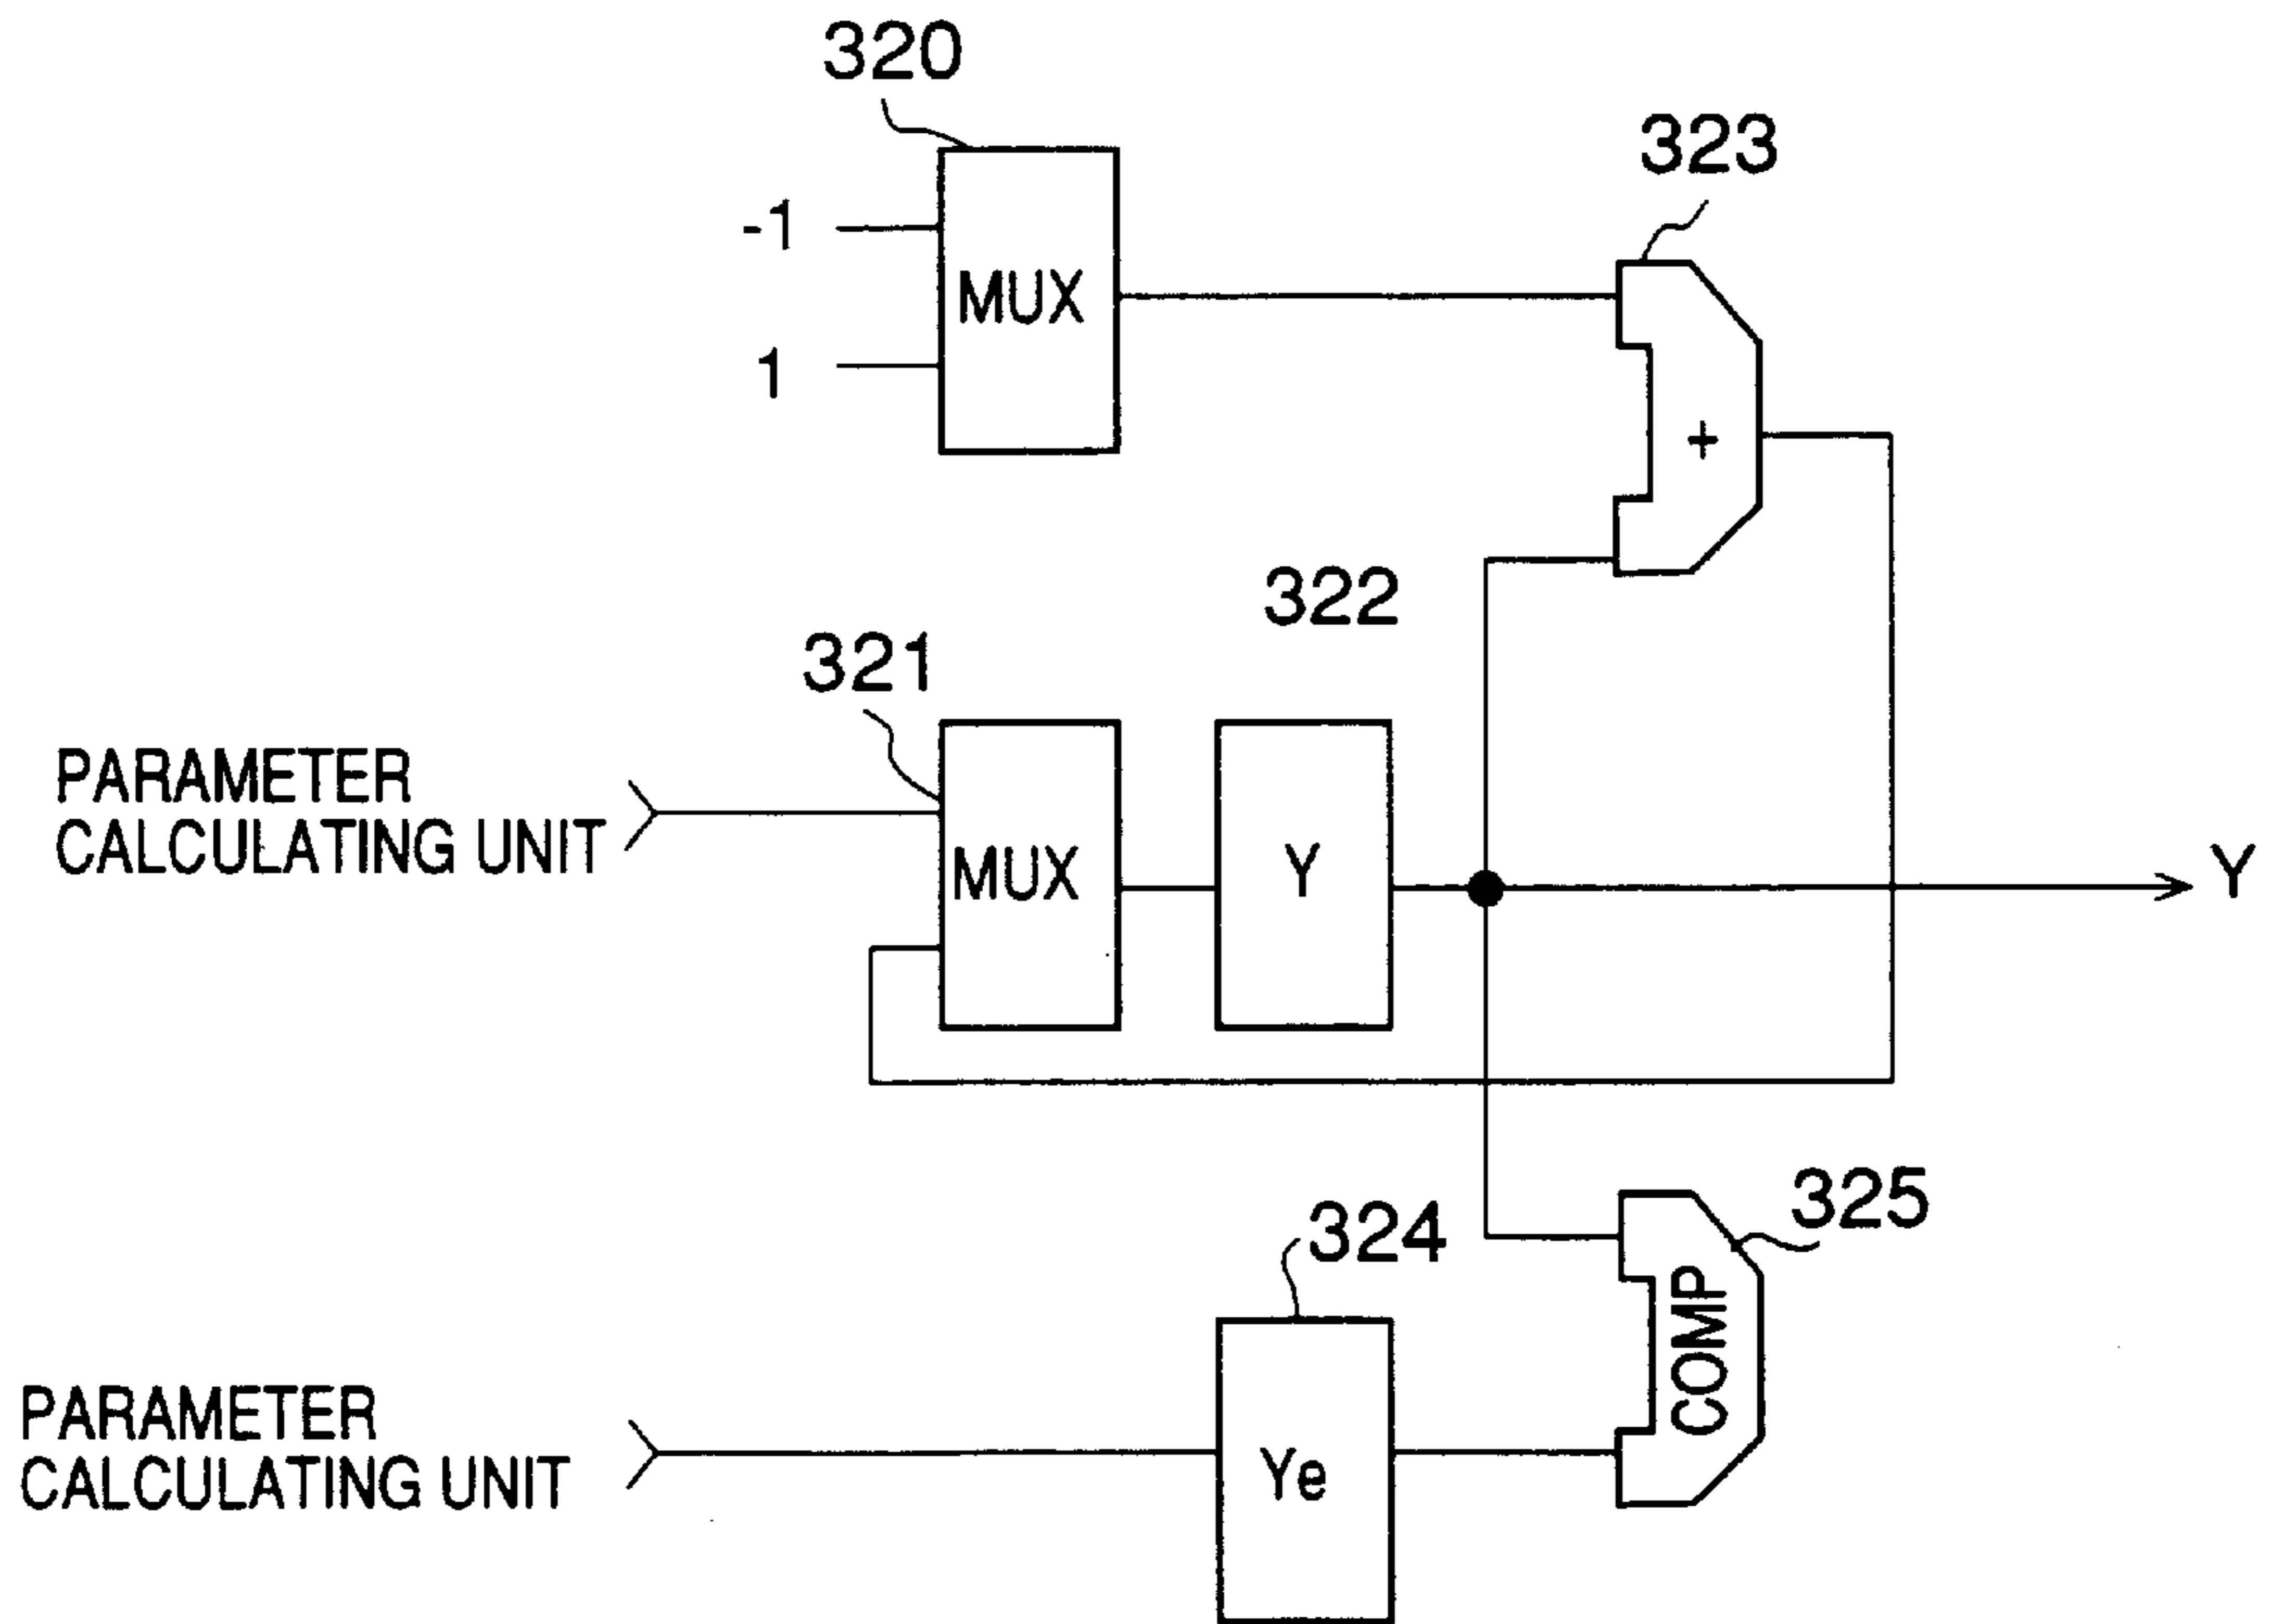 320
323
-1
MUX
1
+
322
321
PARAMETER
CALCULATING UNIT
MUX
Y
Y
325
324
COMP
PARAMETER
CALCULATING UNIT
Ye